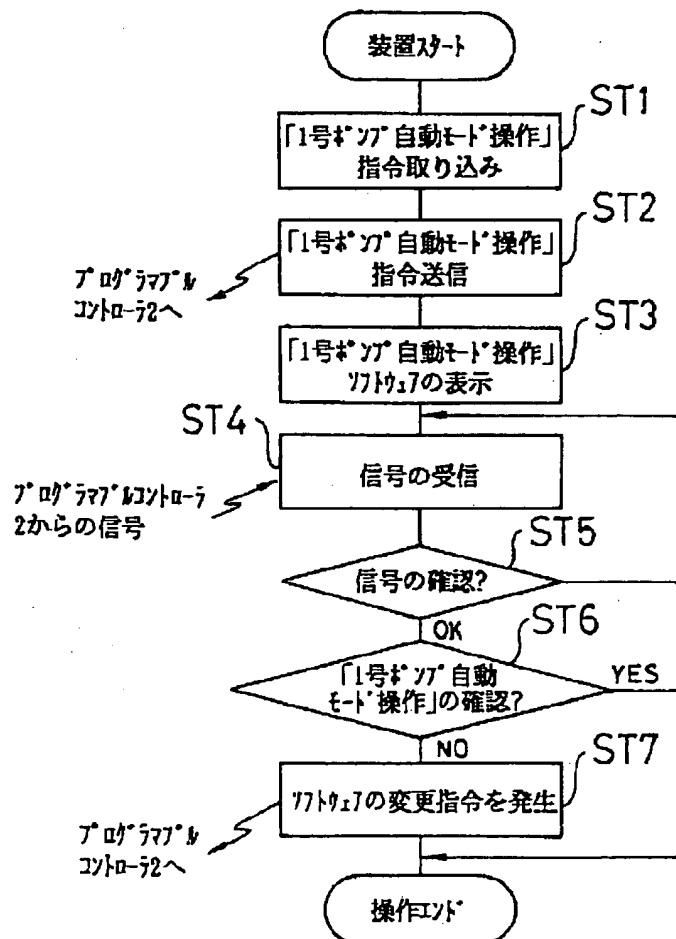 装置スタート
ST1
「1号ポンプ自動モード操作」
指令取り込み
ST2
「1号ポンプ自動モード操作」
指令送信
プログラマブル
コントローラ2へ
ST3
「1号ポンプ自動モード操作」
ソフトウェアの表示
ST4
信号の受信
プログラマブルコントローラ
2からの信号
ST5
信号の確認?
OK
ST6
「1号ポンプ自動
モード操作」の確認?
YES
NO
ST7
ソフトウェアの変更指令を発生
プログラマブル
コントローラ2へ
操作エンド